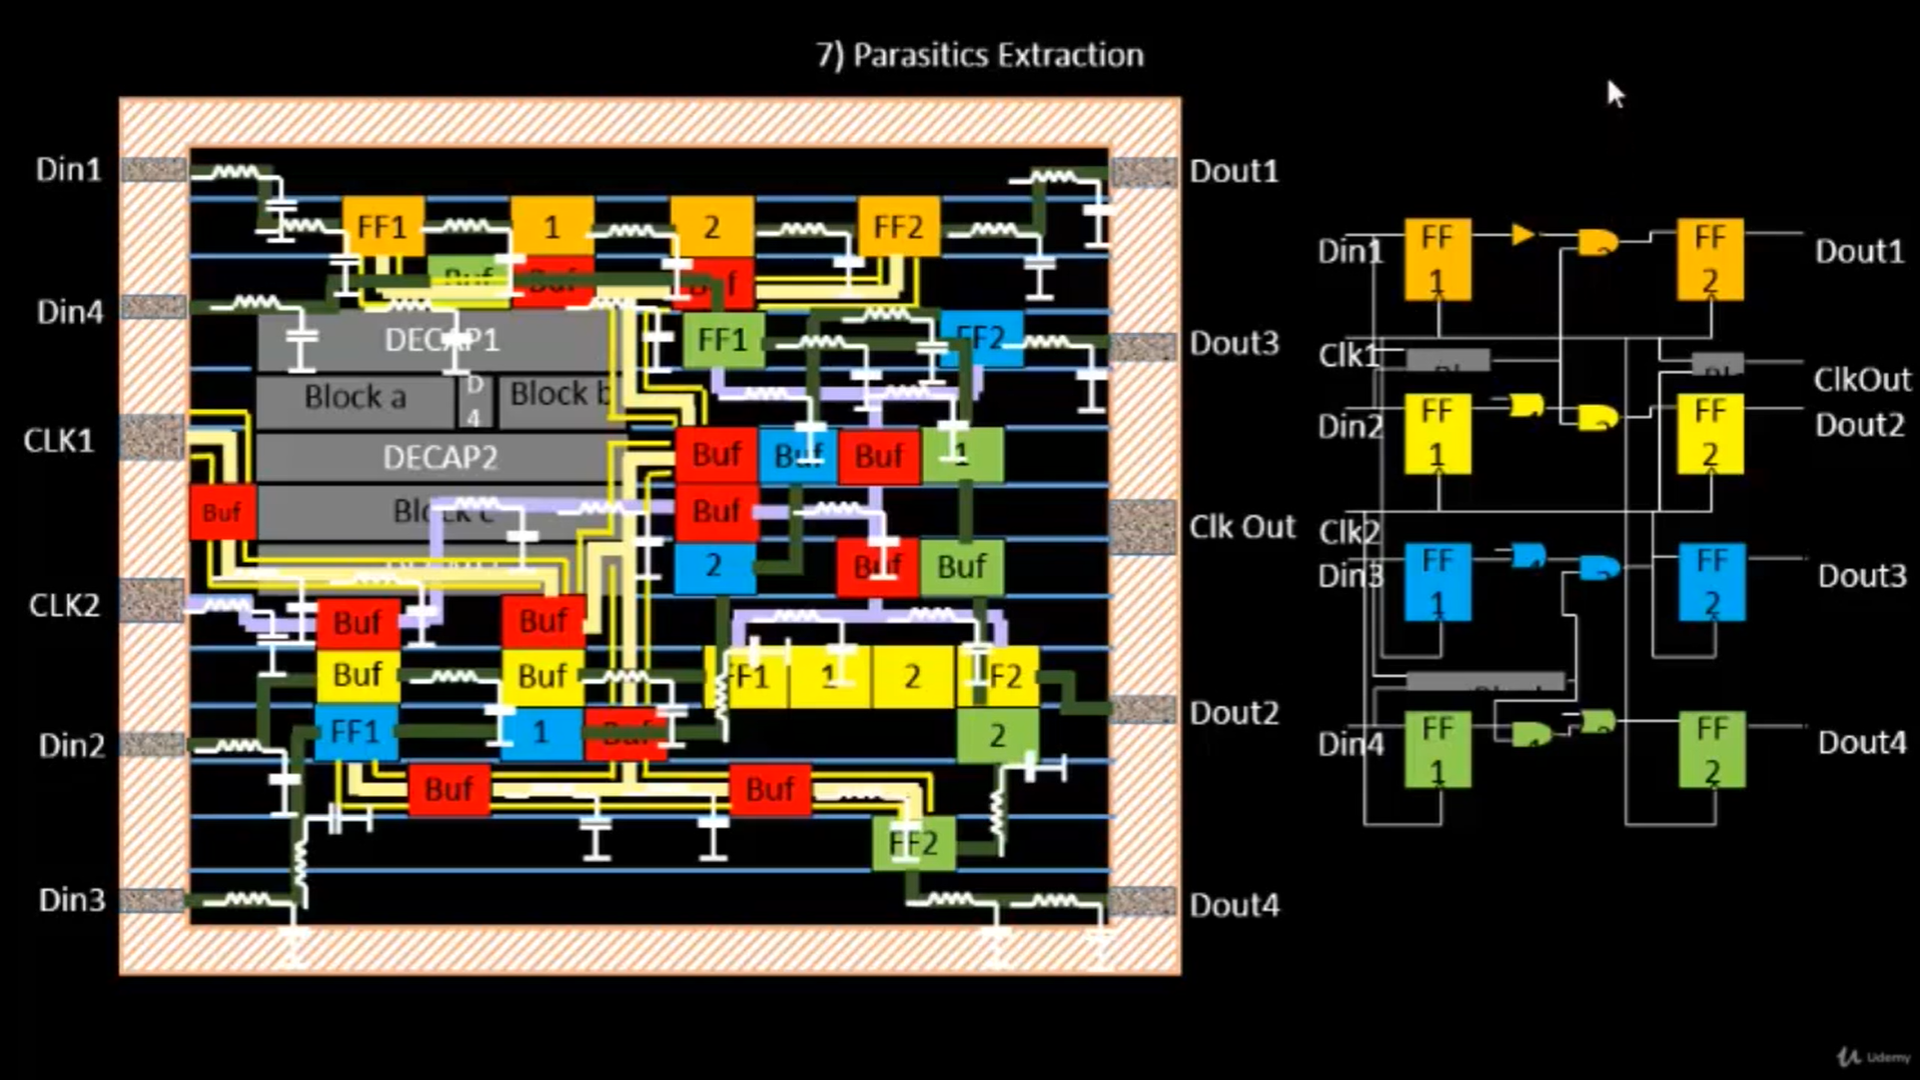 7) Parasitics Extraction
Din1
Dout1
FF1 1 2 FF2
Buf Buf Buf
Din4
DECAP1
FF1
FF2
Dout3
Block a
D
4
Block b
CLK1
DECAP2
Buf Buf Buf 1
Buf
Block c
Buf
Clk Out
2
Buf Buf
CLK2
Buf Buf
Buf Buf
FF1 1 2 F2
Dout2
Din2
FF1 1 Buf
2
Buf Buf
FF2
Din3
Dout4
Din1
FF
1
2
FF
2
Dout1
Clk1
ClkOut
Din2
FF
1
FF
2
Dout2
Clk2
Din3
FF
1
FF
2
Dout3
Din4
FF
1
FF
2
Dout4
Udemy